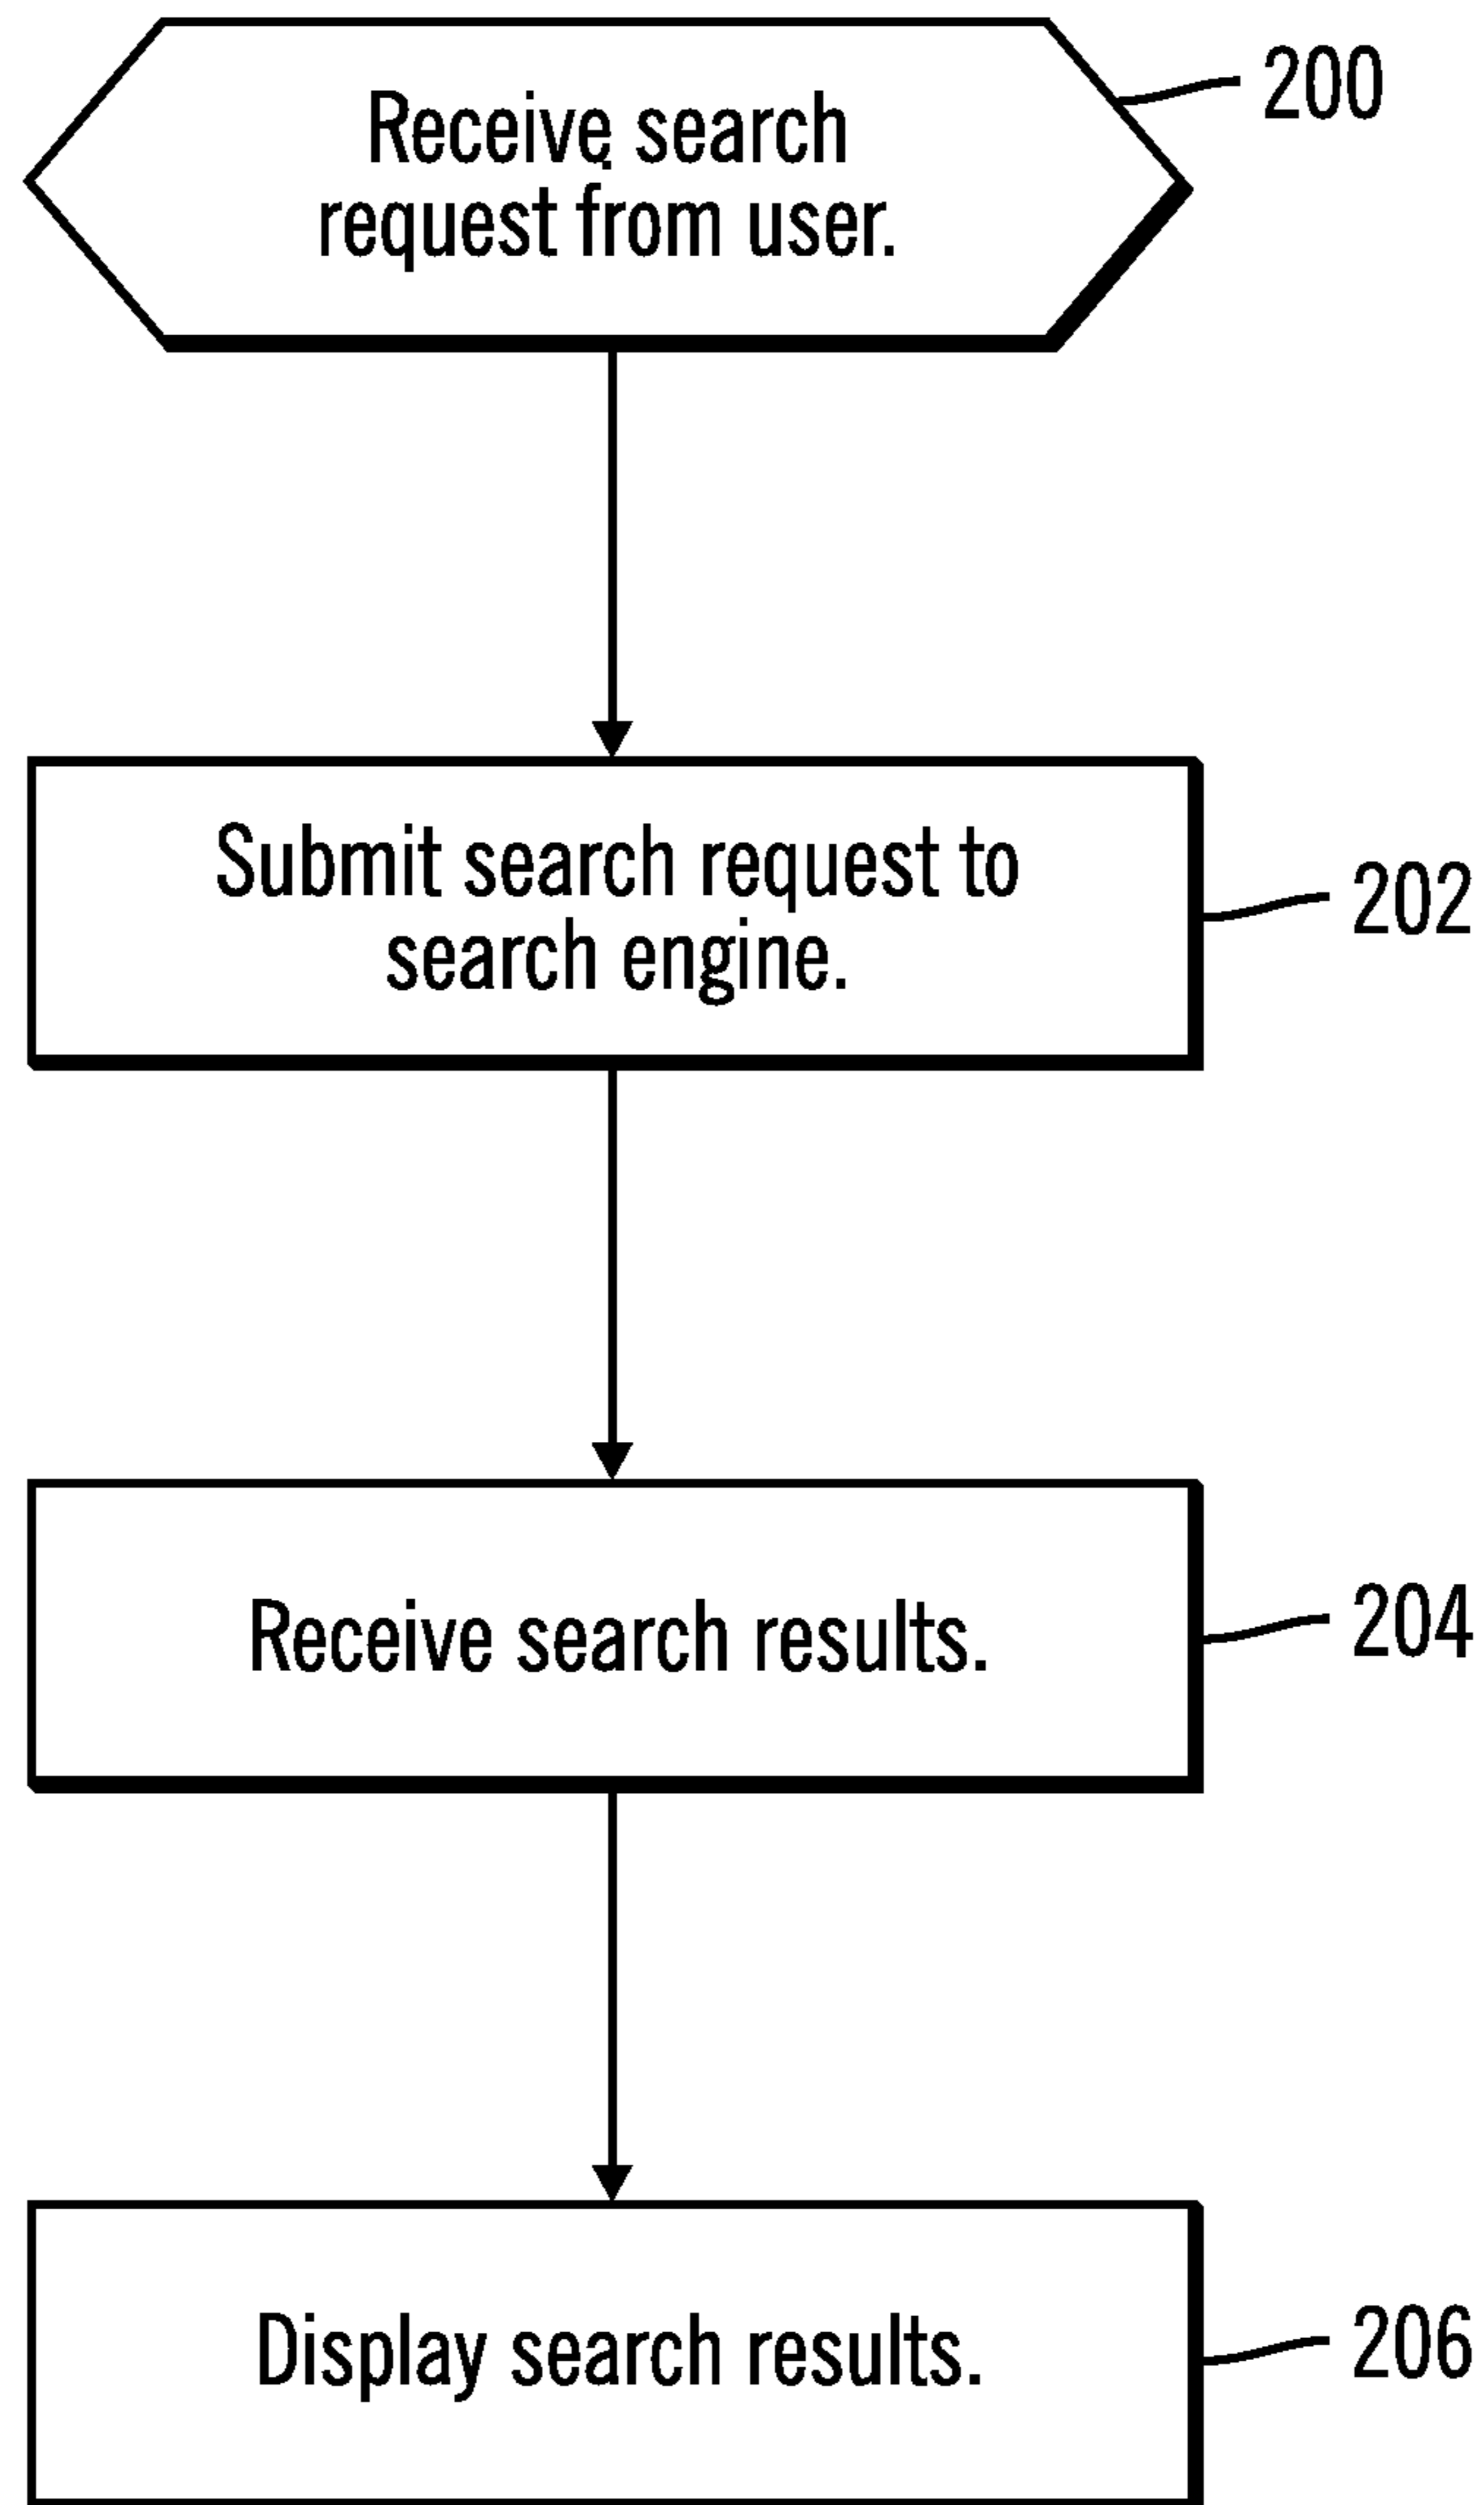 Receive search
request from user.
200
Submit search request to
search engine.
202
Receive search results.
204
Display search results.
206